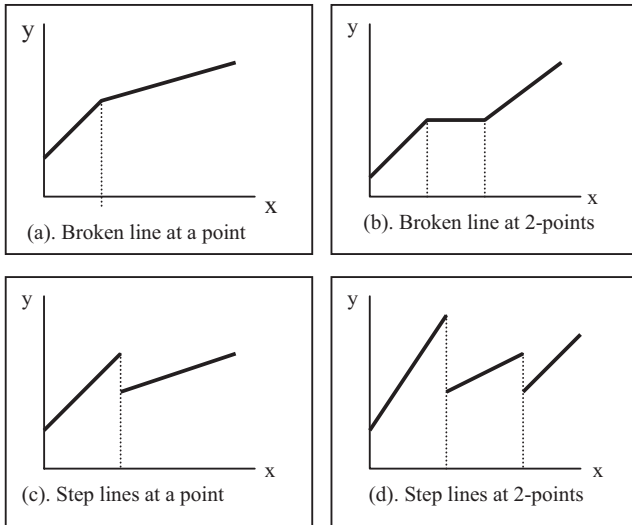 y
x
(a). Broken line at a point
y
x
(b). Broken line at 2-points
y
x
(c). Step lines at a point
y
x
(d). Step lines at 2-points